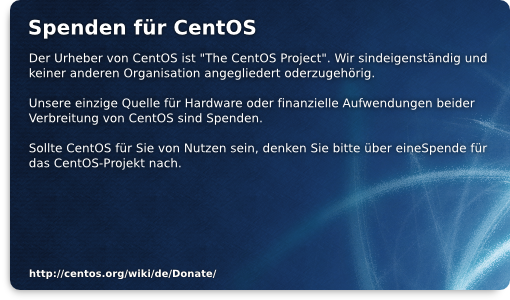 Spenden für CentOS
Der Urheber von CentOS ist "The CentOS Project". Wir sindeigenständig und
keiner anderen Organisation angegliedert oderzugehörig.
Unsere einzige Quelle für Hardware oder finanzielle Aufwendungen beider
Verbreitung von CentOS sind Spenden.
Sollte CentOS für Sie von Nutzen sein, denken Sie bitte über eineSpende für
das CentOS-Projekt nach.
http://centos.org/wiki/de/Donate/